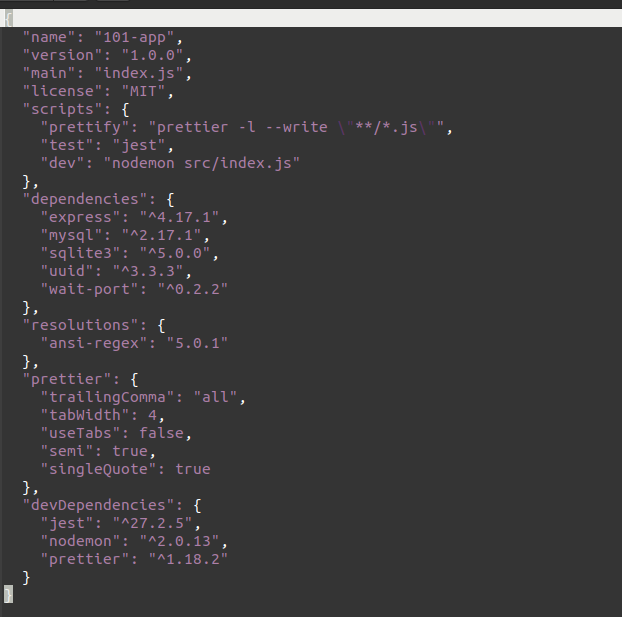 {
  "name": "101-app",
  "version": "1.0.0",
  "main": "index.js",
  "license": "MIT",
  "scripts": {
    "prettify": "prettier -l --write \"**/*.js\"",
    "test": "jest",
    "dev": "nodemon src/index.js"
  },
  "dependencies": {
    "express": "^4.17.1",
    "mysql": "^2.17.1",
    "sqlite3": "^5.0.0",
    "uuid": "^3.3.3",
    "wait-port": "^0.2.2"
  },
  "resolutions": {
    "ansi-regex": "5.0.1"
  },
  "prettier": {
    "trailingComma": "all",
    "tabWidth": 4,
    "useTabs": false,
    "semi": true,
    "singleQuote": true
  },
  "devDependencies": {
    "jest": "^27.2.5",
    "nodemon": "^2.0.13",
    "prettier": "^1.18.2"
  }
}